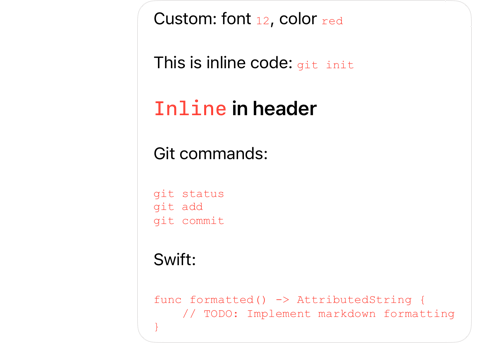 Custom: font 12, color red
This is inline code: git init
Inline in header
Git commands:
git status
git add
git commit
Swift:
func formatted() -> AttributedString {
    // TODO: Implement markdown formatting
}